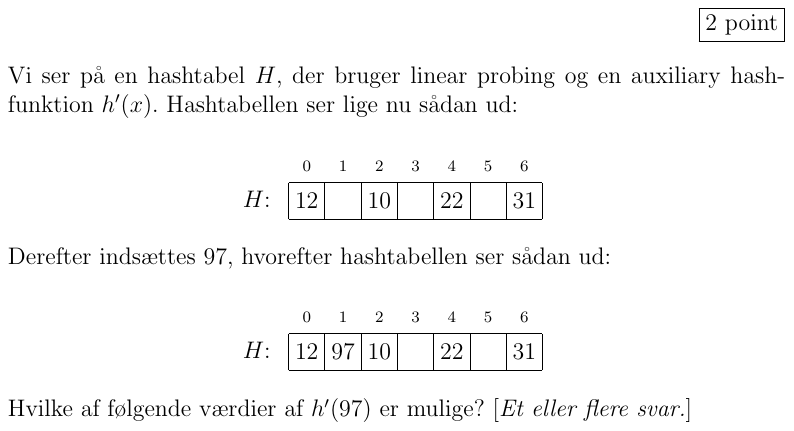 2 point
Vi ser på en hashtabel H, der bruger linear probing og en auxiliary hash-
funktion h′(x). Hashtabellen ser lige nu sådan ud:
0 1 2 3 4 5 6
H: 12 10 22 31
Derefter indsættes 97, hvorefter hashtabellen ser sådan ud:
0 1 2 3 4 5 6
H: 12 97 10 22 31
Hvilke af følgende værdier af h′(97) er mulige? [Et eller flere svar.]